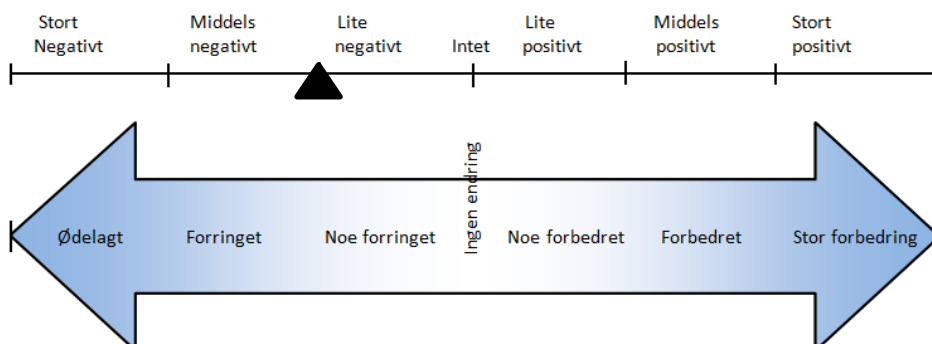 Stort Middels Lite Lite Middels Stort
Negativt negativt negativt Intet positivt positivt positivt
Ingen endring
Ødelagt Forringet Noe forringet Noe forbedret Forbedret Stor forbedring